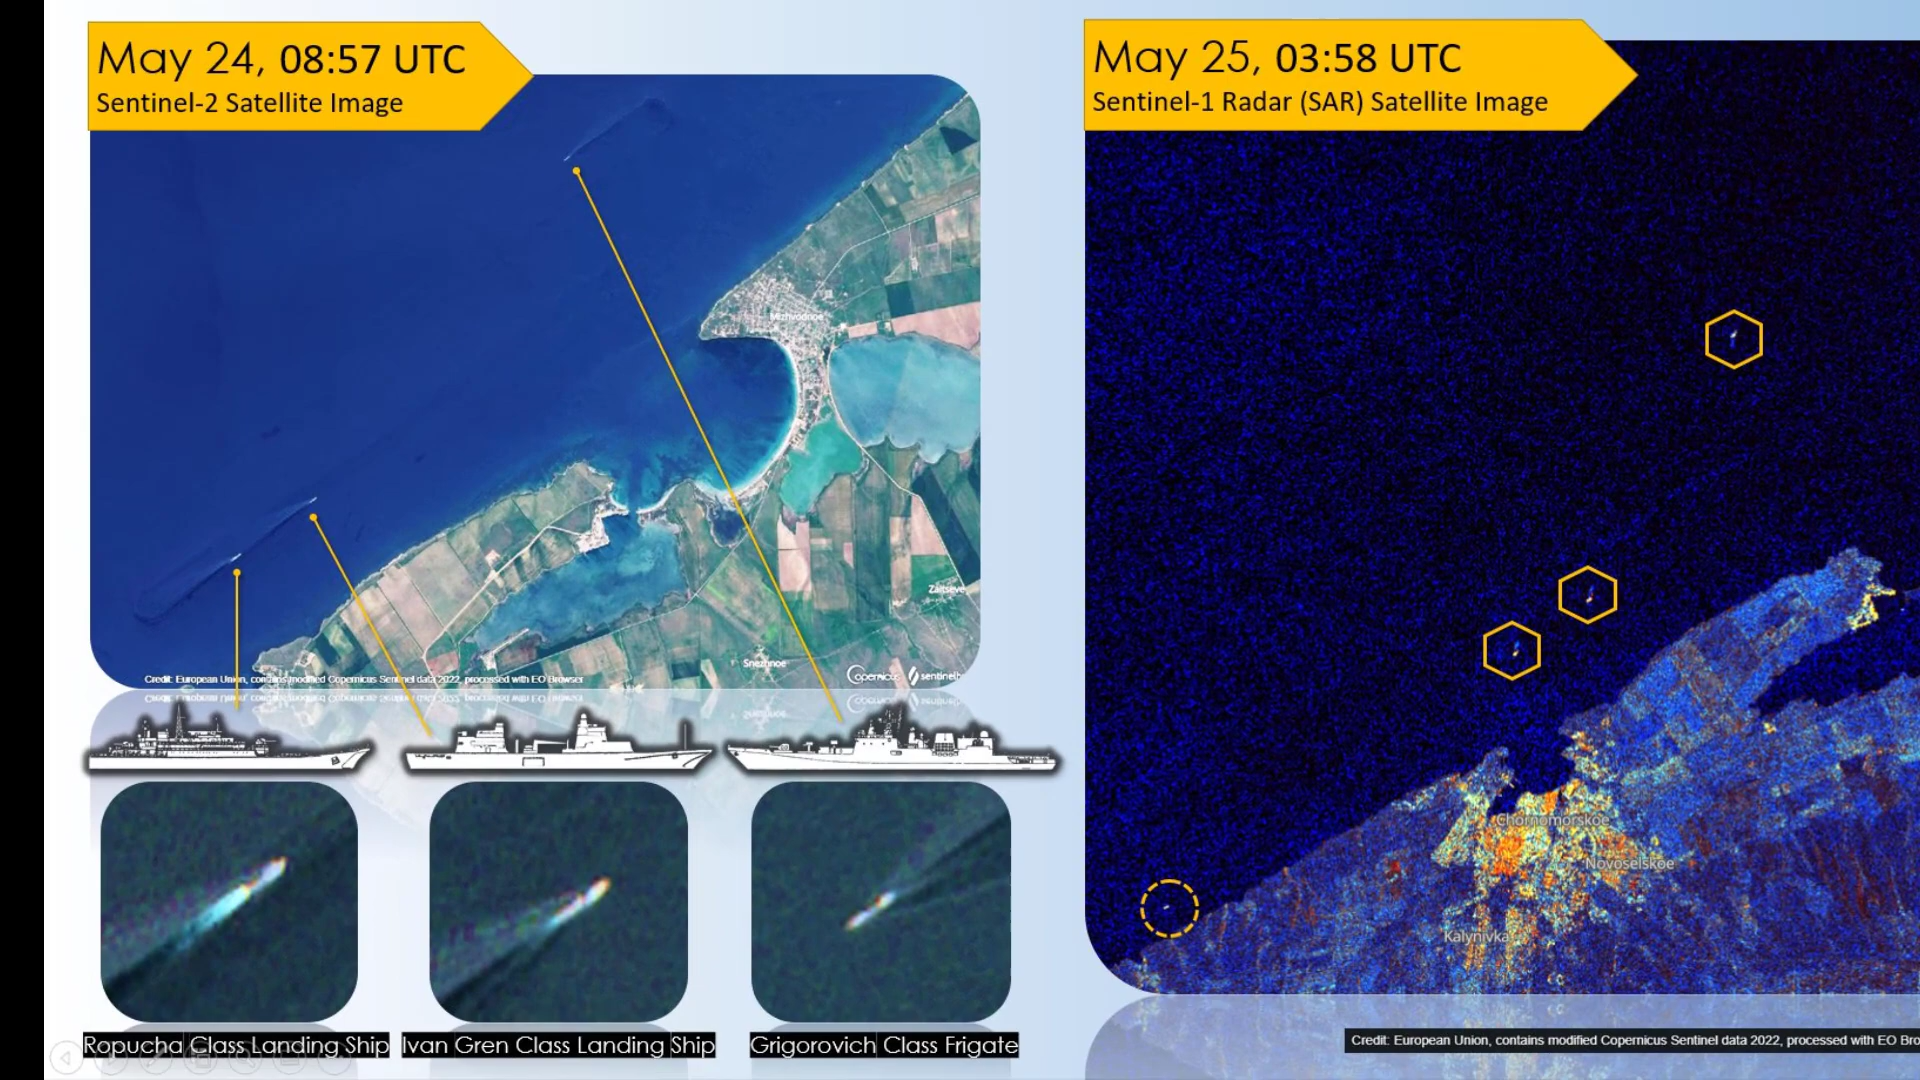 May 24, 08:57 UTC
Sentinel-2 Satellite Image
Mizhvodnoe
Zaitseve
Snezhnoe
Credit: European Union, contains modified Copernicus Sentinel data 2022, processed with EO Browser
Copernicus
sentinelh
Ropucha Class Landing Ship
Ivan Gren Class Landing Ship
Grigorovich Class Frigate
May 25, 03:58 UTC
Sentinel-1 Radar (SAR) Satellite Image
Chornomorskoe
Novoselskoe
Kalynivka
Credit: European Union, contains modified Copernicus Sentinel data 2022, processed with EO Bro